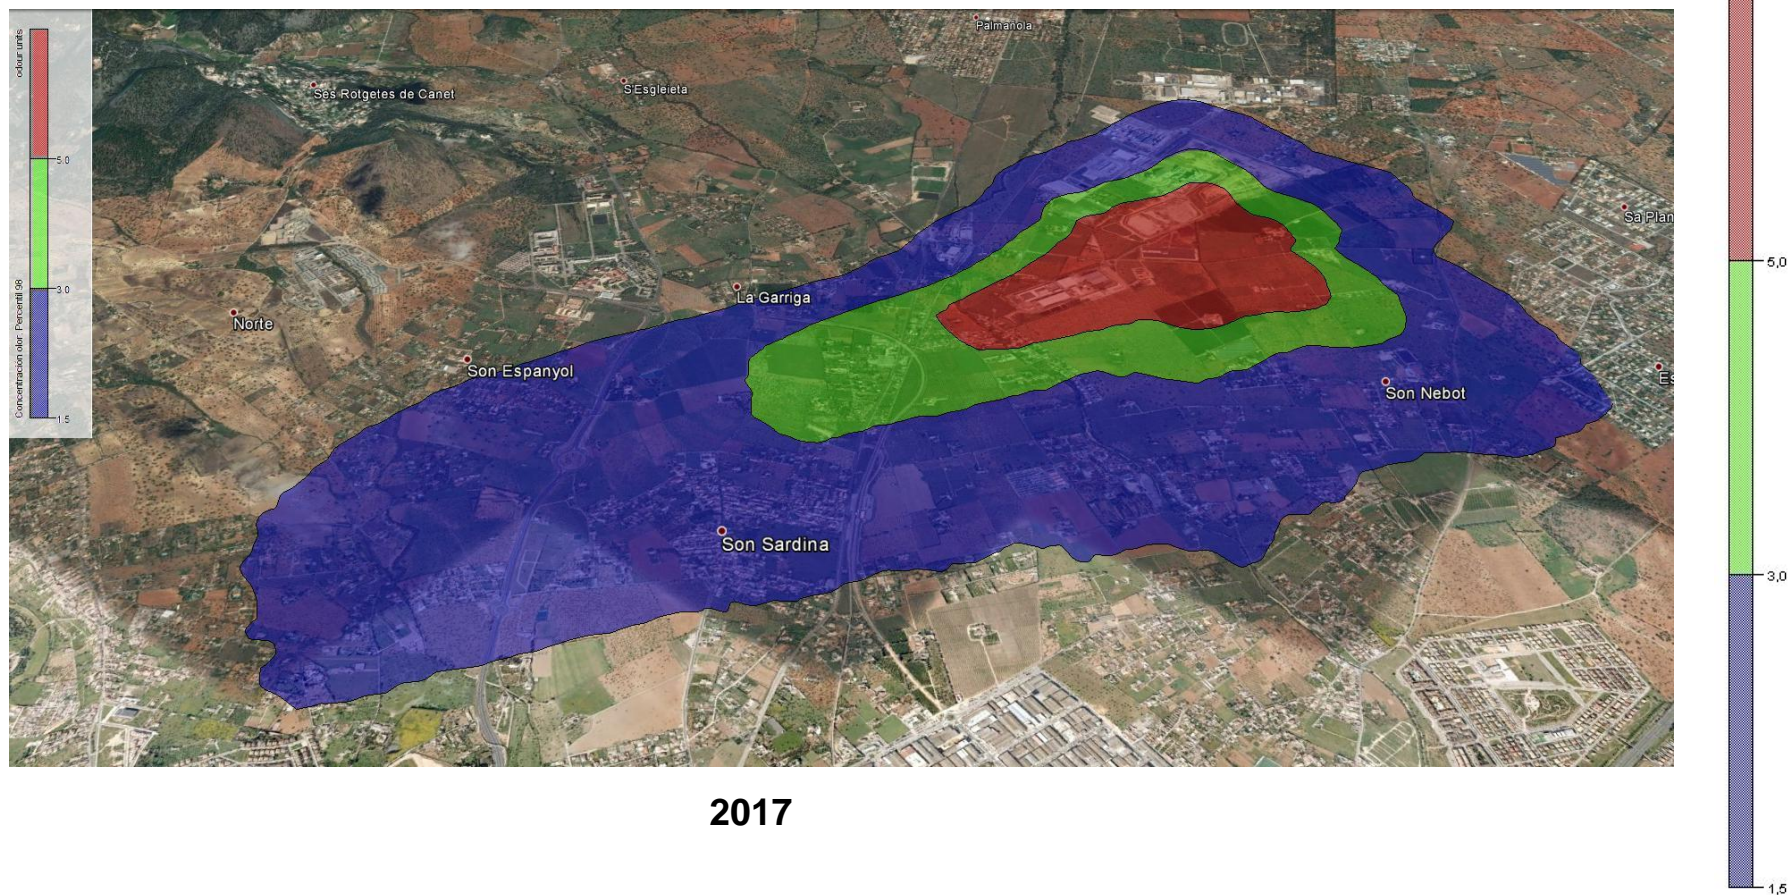 Palmanola
odour units
Ses Rotgetes de Canet
S'Esgleieta
5.0
Sa Plan
5,0
3.0
La Garriga
Norte
Son Espanyol
Es
Son Nebot
Concentracion olor: Percentil 98
1.5
Son Sardina
3,0
2017
1,5